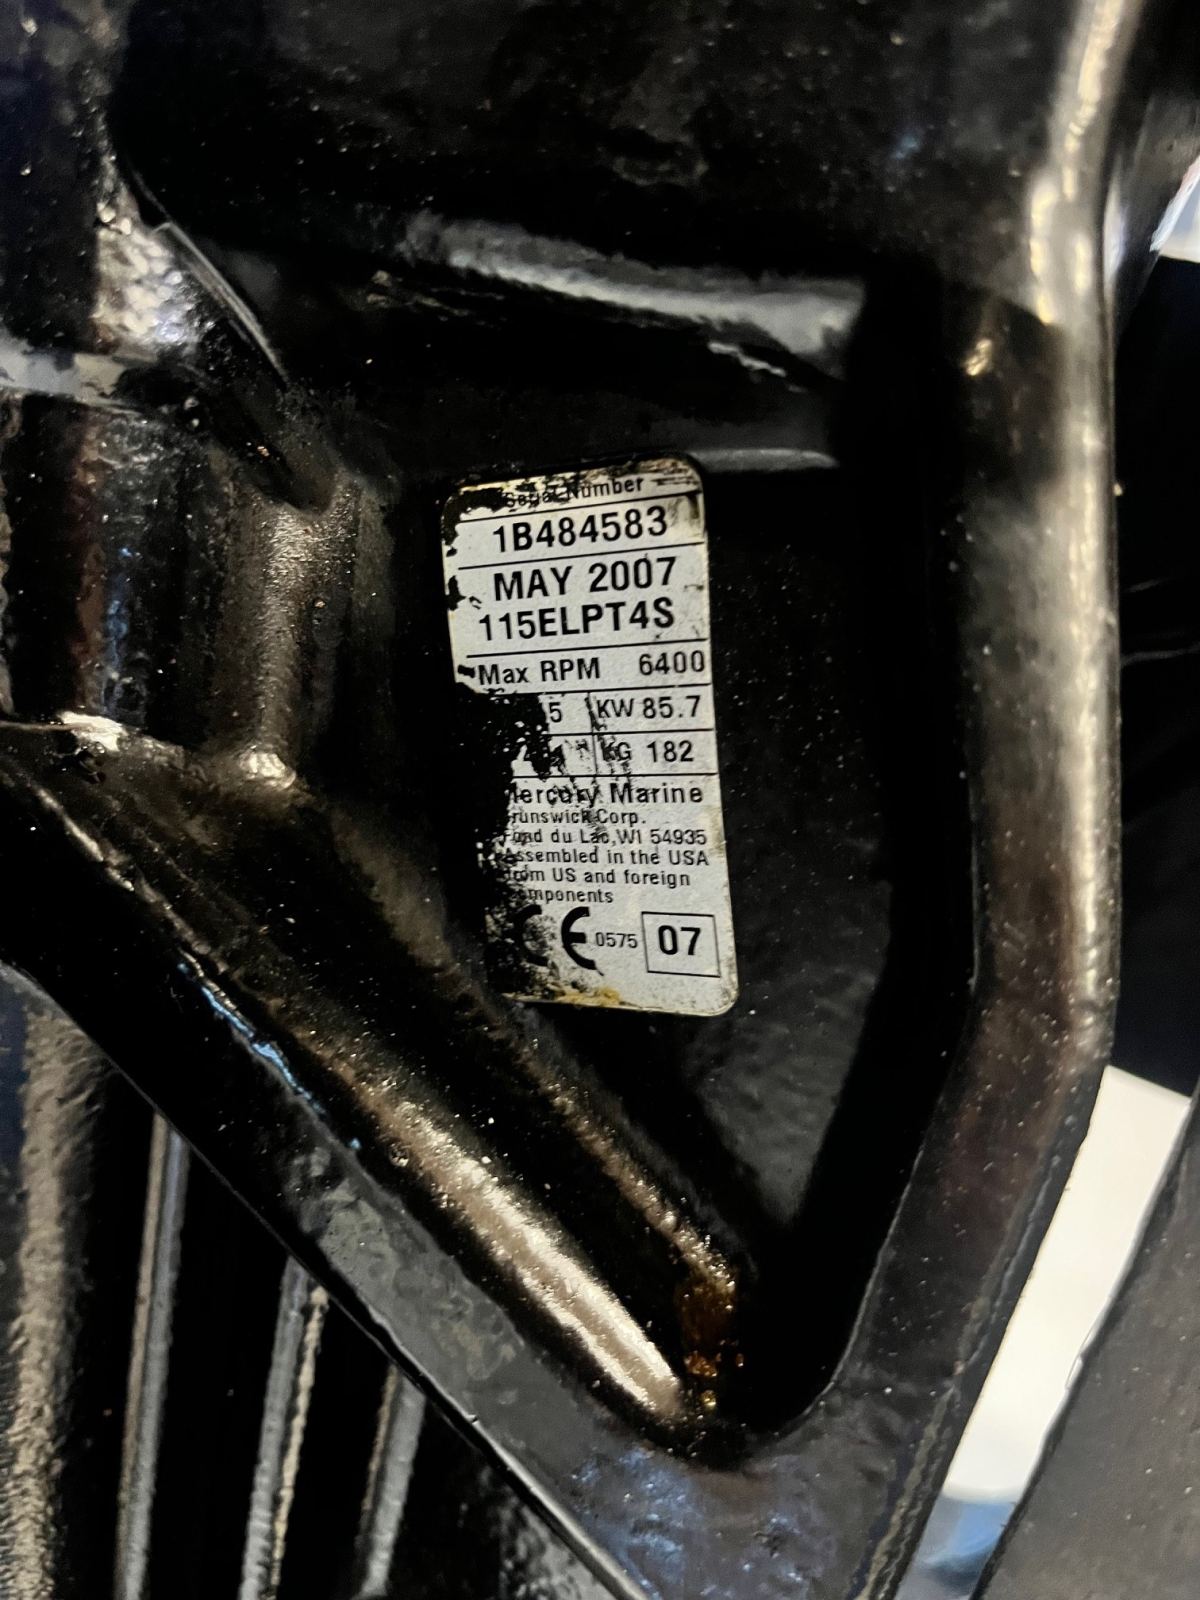 Serial Number
1B484583
MAY 2007
115ELPT4S
Max RPM 6400
5 KW 85.7
KG 182
Mercury Marine
Brunswick Corp.
Fond du Lac, WI 54935
Assembled in the USA
from US and foreign
components
CE 0575 07